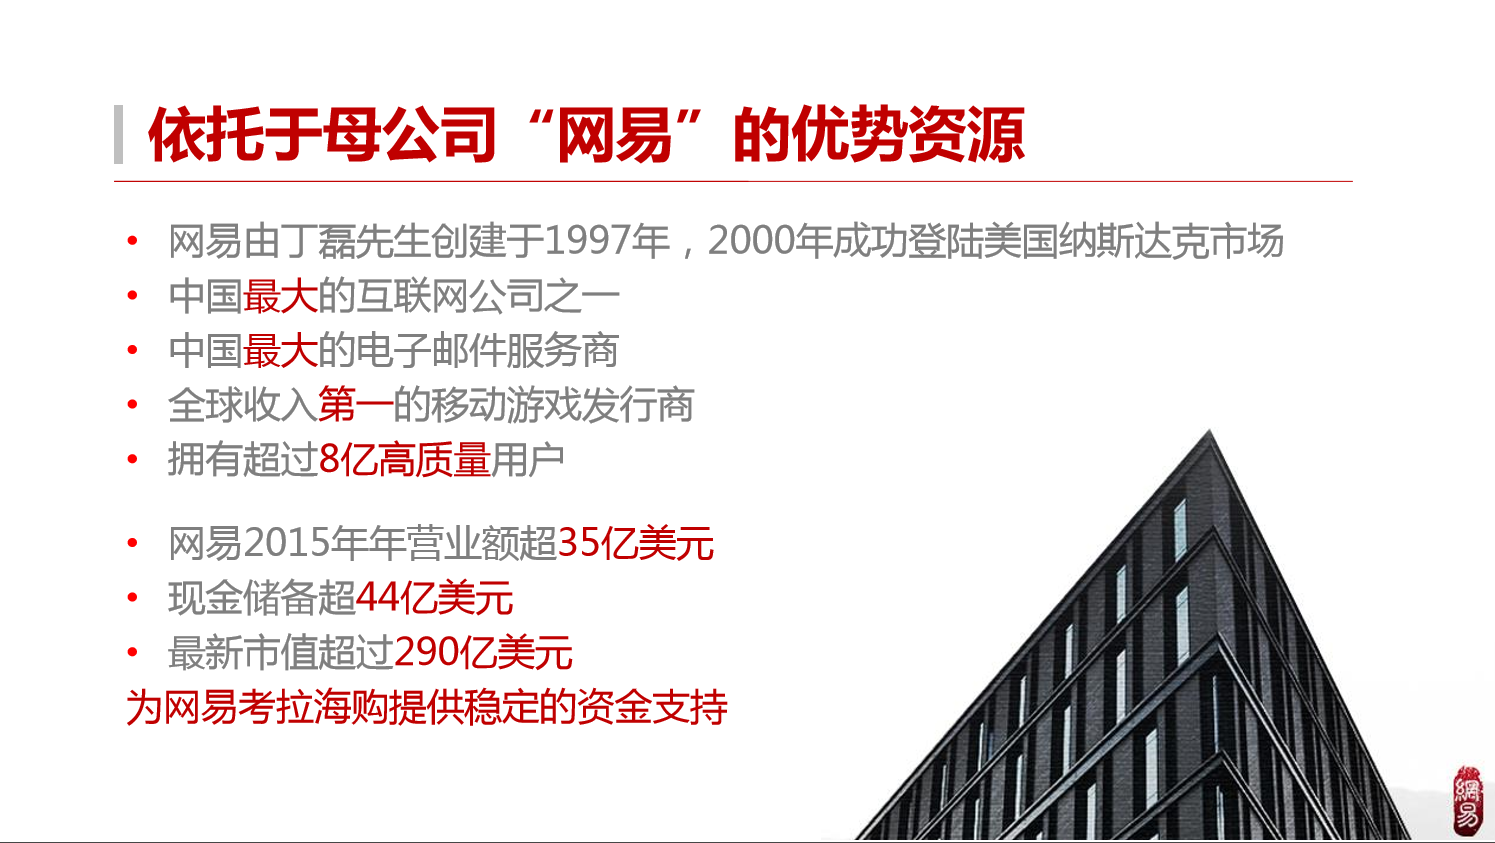 依托于母公司“网易”的优势资源
• 网易由丁磊先生创建于1997年，2000年成功登陆美国纳斯达克市场
• 中国最大的互联网公司之一
• 中国最大的电子邮件服务商
• 全球收入第一的移动游戏发行商
• 拥有超过8亿高质量用户
• 网易2015年年营业额超35亿美元
• 现金储备超44亿美元
• 最新市值超过290亿美元
为网易考拉海购提供稳定的资金支持
網易